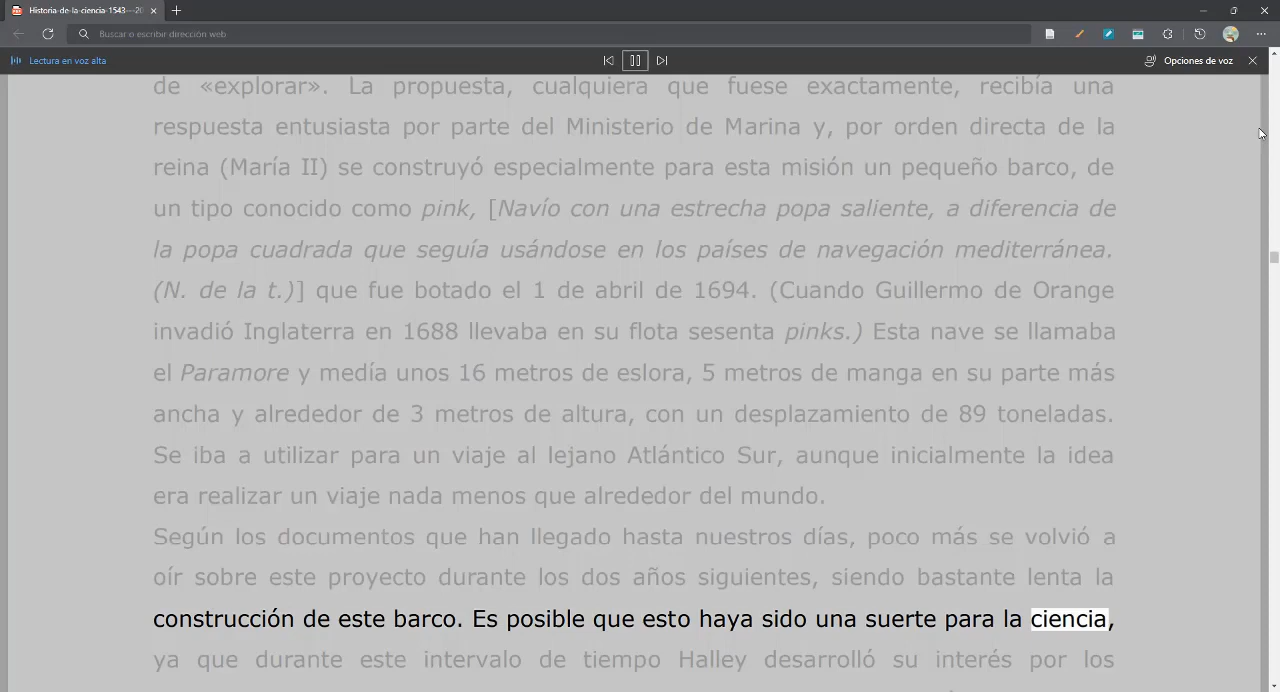 Historia-de-la-ciencia-1543---20
Buscar o escribir dirección web
Lectura en voz alta
Opciones de voz
de «explorar». La propuesta, cualquiera que fuese exactamente, recibía una
respuesta entusiasta por parte del Ministerio de Marina y, por orden directa de la
reina (María II) se construyó especialmente para esta misión un pequeño barco, de
un tipo conocido como pink, [Navío con una estrecha popa saliente, a diferencia de
la popa cuadrada que seguía usándose en los países de navegación mediterránea.
(N. de la t.)] que fue botado el 1 de abril de 1694. (Cuando Guillermo de Orange
invadió Inglaterra en 1688 llevaba en su flota sesenta pinks.) Esta nave se llamaba
el Paramore y medía unos 16 metros de eslora, 5 metros de manga en su parte más
ancha y alrededor de 3 metros de altura, con un desplazamiento de 89 toneladas.
Se iba a utilizar para un viaje al lejano Atlántico Sur, aunque inicialmente la idea
era realizar un viaje nada menos que alrededor del mundo.
Según los documentos que han llegado hasta nuestros días, poco más se volvió a
oír sobre este proyecto durante los dos años siguientes, siendo bastante lenta la
construcción de este barco. Es posible que esto haya sido una suerte para la ciencia,
ya que durante este intervalo de tiempo Halley desarrolló su interés por los